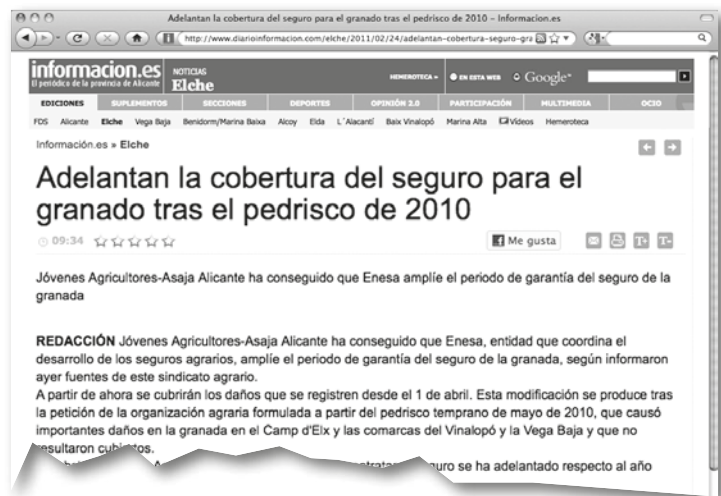 Adelantan la cobertura del seguro para el granado tras el pedrisco de 2010 – Informacion.es
http://www.diarioinformacion.com/elche/2011/02/24/adelantan-cobertura-seguro-gra
informacion.es
El periódico de la provincia de Alicante
NOTICIAS
Elche
HEMEROTECA
EN ESTA WEB
Google
EDICIONES SUPLEMENTOS SECCIONES DEPORTES OPINIÓN 2.0 PARTICIPACIÓN MULTIMEDIA OCIO
FDS Alicante Elche Vega Baja Benidorm/Marina Baixa Alcoy Elda L´Alacantí Baix Vinalopó Marina Alta Vídeos Hemeroteca
Información.es » Elche
Adelantan la cobertura del seguro para el
granado tras el pedrisco de 2010
09:34
Me gusta
T+ T-
Jóvenes Agricultores-Asaja Alicante ha conseguido que Enesa amplíe el periodo de garantía del seguro de la
granada
REDACCIÓN Jóvenes Agricultores-Asaja Alicante ha conseguido que Enesa, entidad que coordina el
desarrollo de los seguros agrarios, amplíe el periodo de garantía del seguro de la granada, según informaron
ayer fuentes de este sindicato agrario.
A partir de ahora se cubrirán los daños que se registren desde el 1 de abril. Esta modificación se produce tras
la petición de la organización agraria formulada a partir del pedrisco temprano de mayo de 2010, que causó
importantes daños en la granada en el Camp d'Elx y las comarcas del Vinalopó y la Vega Baja y que no
resultaron cubiertos.
se ha adelantado respecto al año